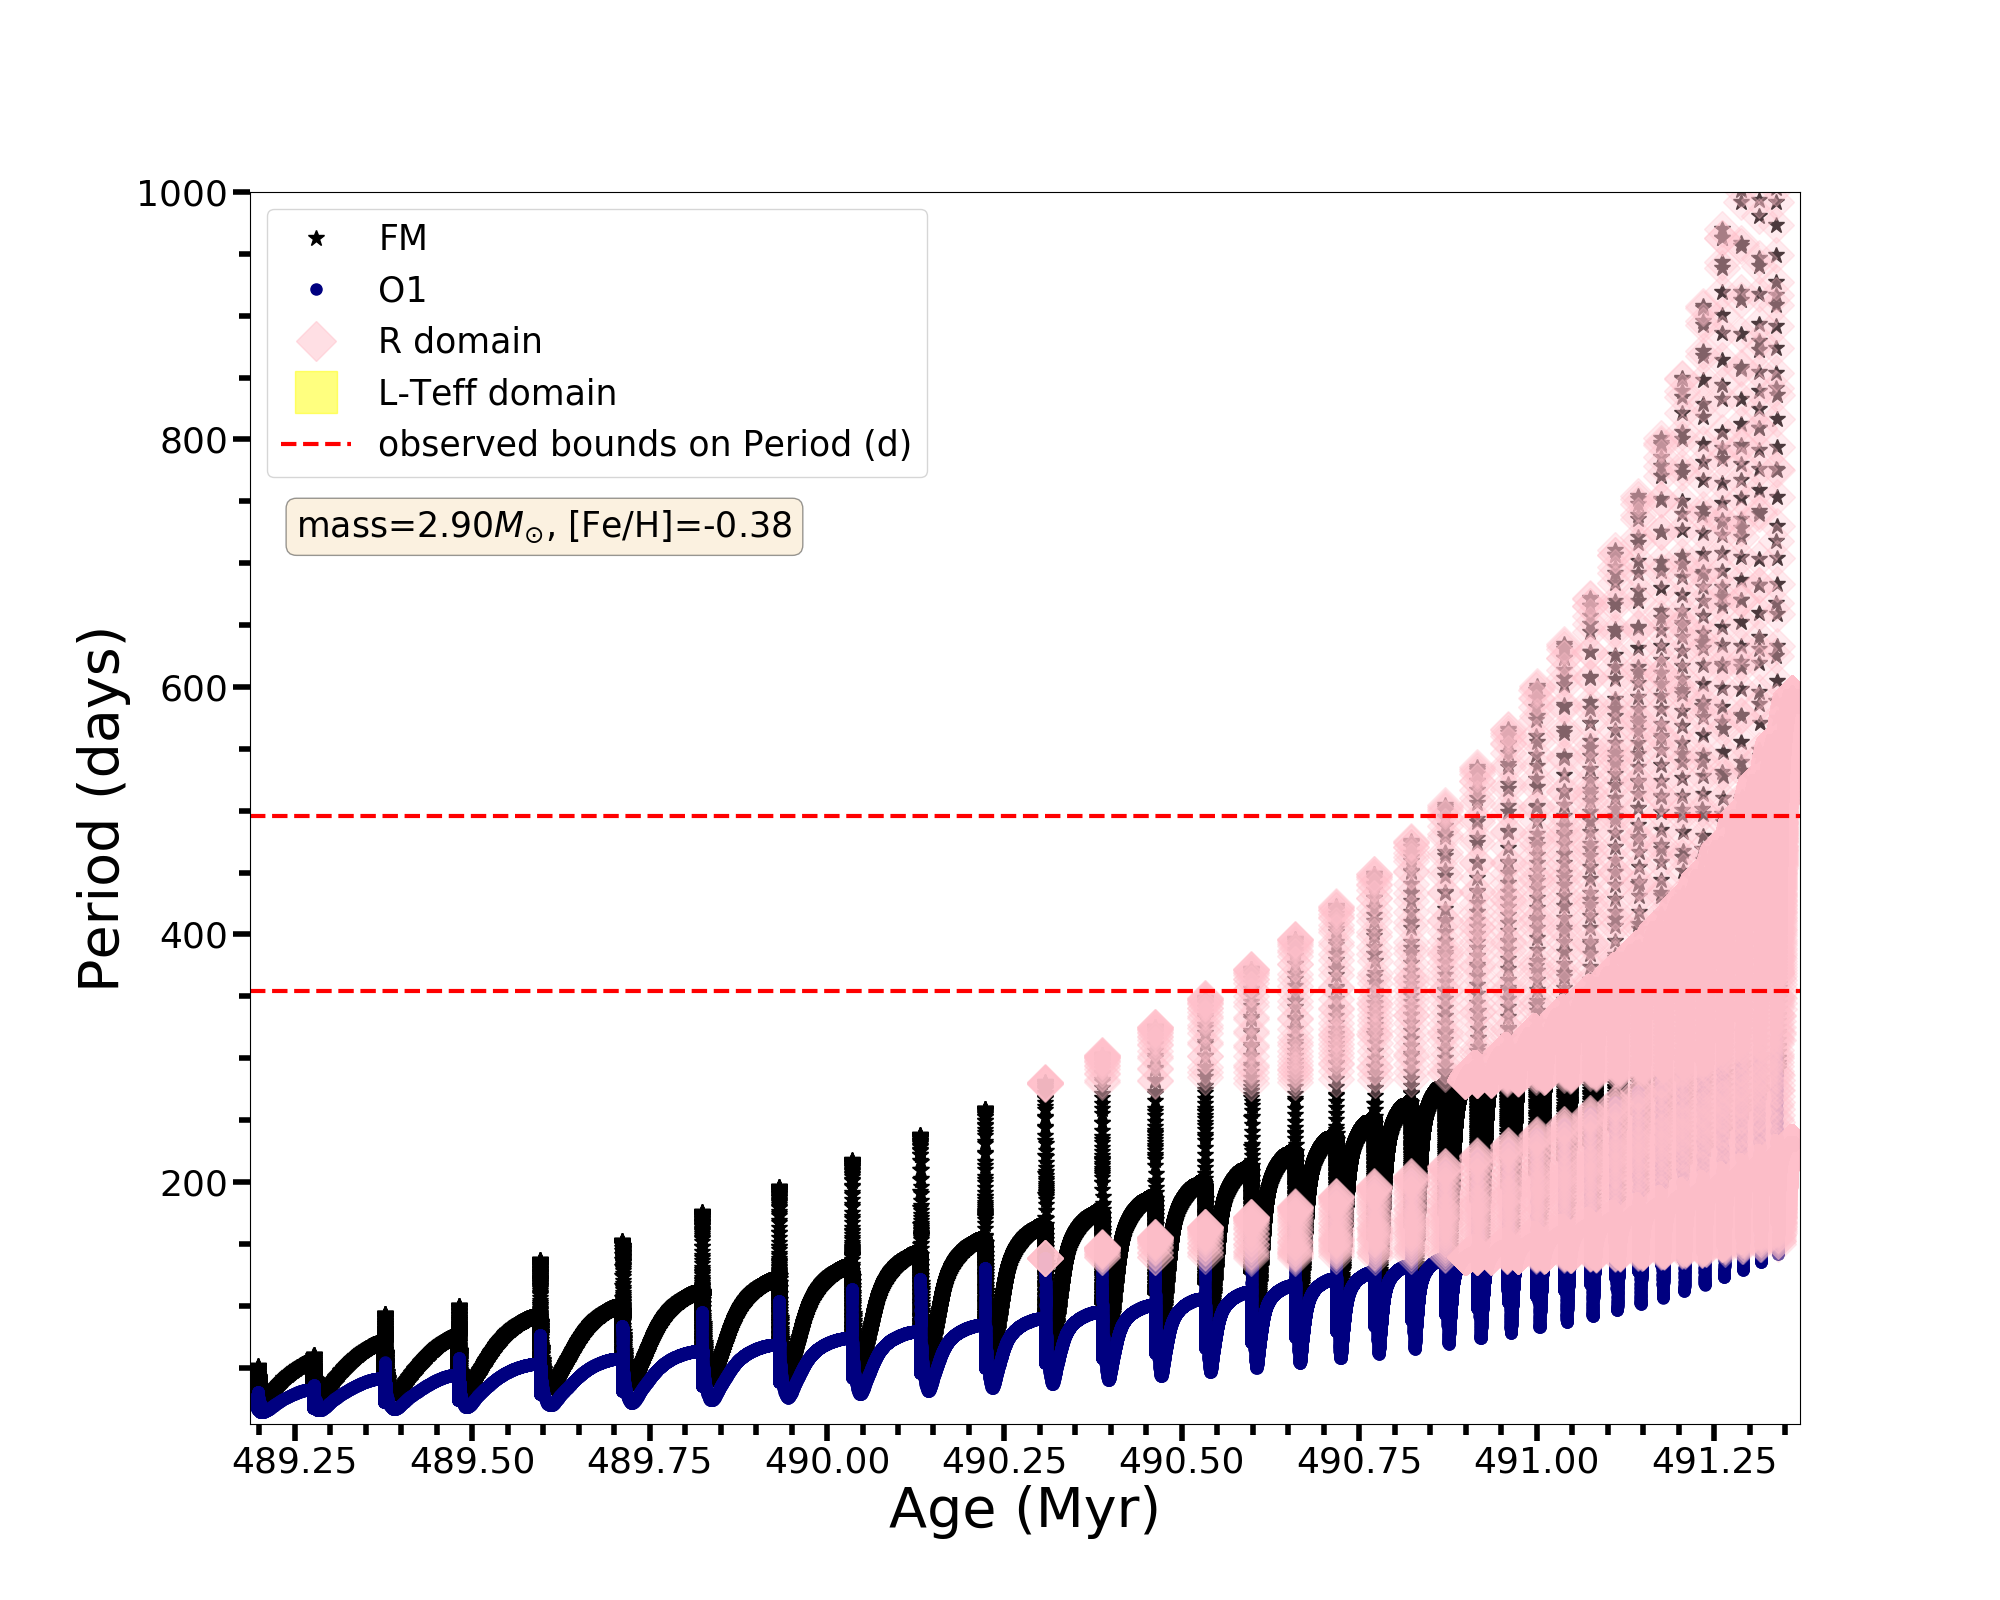 1000
800
600
400
200
Period (days)
FM
O1
R domain
L-Teff domain
observed bounds on Period (d)
mass=2.90M⊙, [Fe/H]=-0.38
489.25 489.50 489.75 490.00 490.25 490.50 490.75 491.00 491.25
Age (Myr)